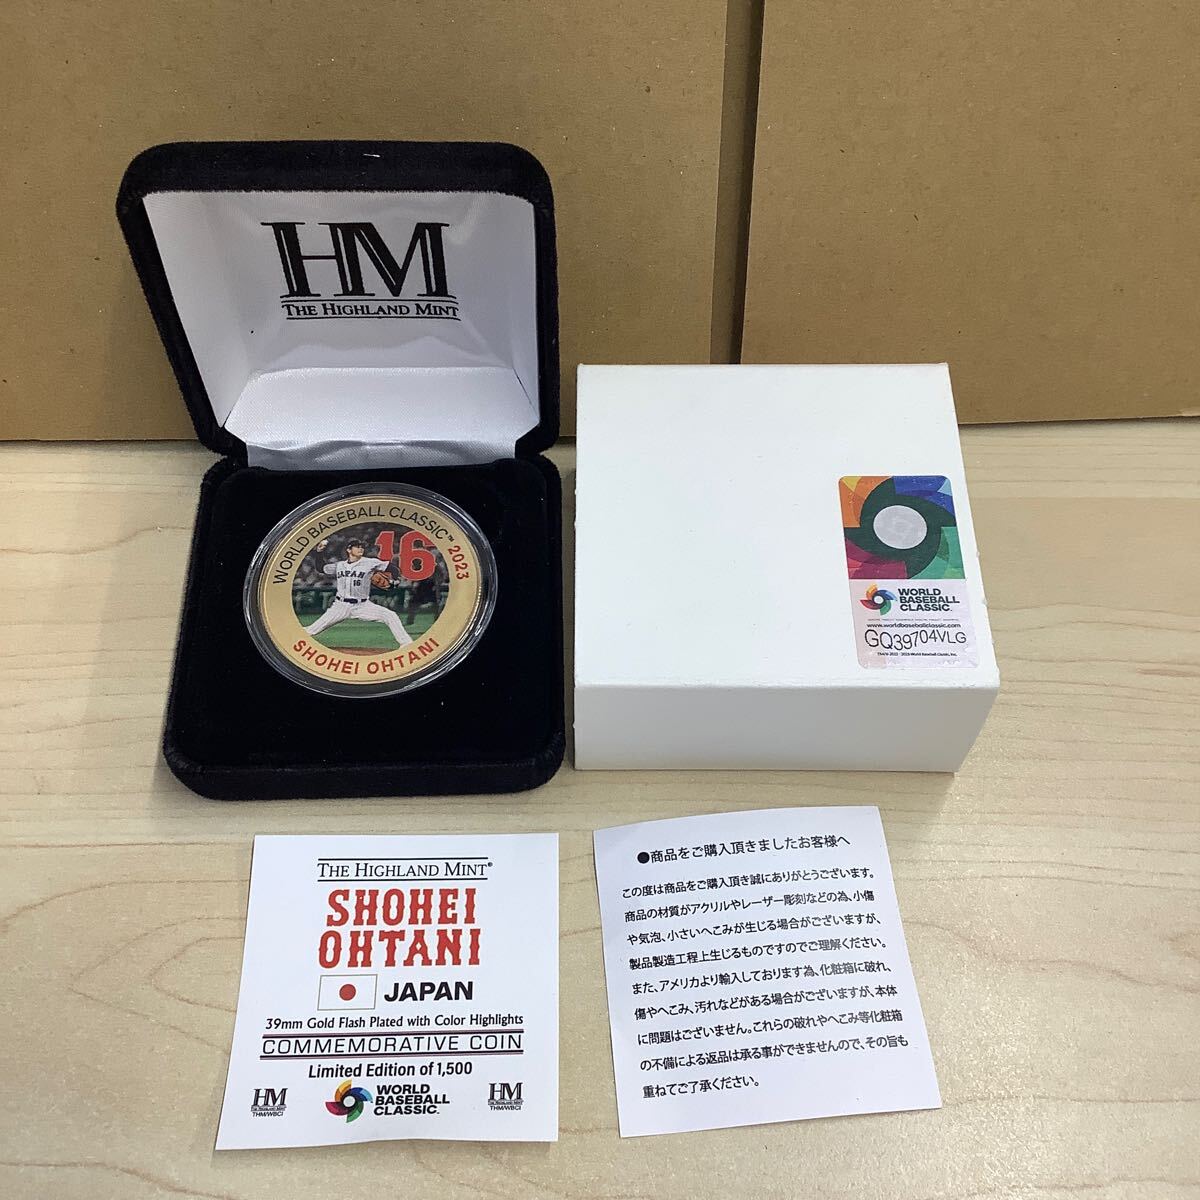 HM
THE HIGHLAND MINT
WORLD BASEBALL CLASSIC™ 2023
16
JAPAN
16
SHOHEI OHTANI
WORLD
BASEBALL
CLASSIC
www.worldbaseballclassic.com
GQ39704VLG
THE HIGHLAND MINT®
SHOHEI
OHTANI
JAPAN
39mm Gold Flash Plated with Color Highlights
COMMEMORATIVE COIN
Limited Edition of 1,500
HM
THE HIGHLAND MINT
THM/WBCI
WORLD
BASEBALL
CLASSIC
HM
THE HIGHLAND MINT
THM/WBCI
●商品をご購入頂きましたお客様へ
この度は商品をご購入頂き誠にありがとうございます。
商品の材質がアクリルやレーザー彫刻などの為、小傷
や気泡、小さいへこみが生じる場合がございますが、
製品製造工程上生じるものですのでご理解ください。
また、アメリカより輸入しております為、化粧箱に破れ、
傷やへこみ、汚れなどがある場合がございますが、本体
に問題はございません。これらの破れやへこみ等化粧箱
の不備による返品は承る事ができませんので、その旨も
重ねてご了承ください。